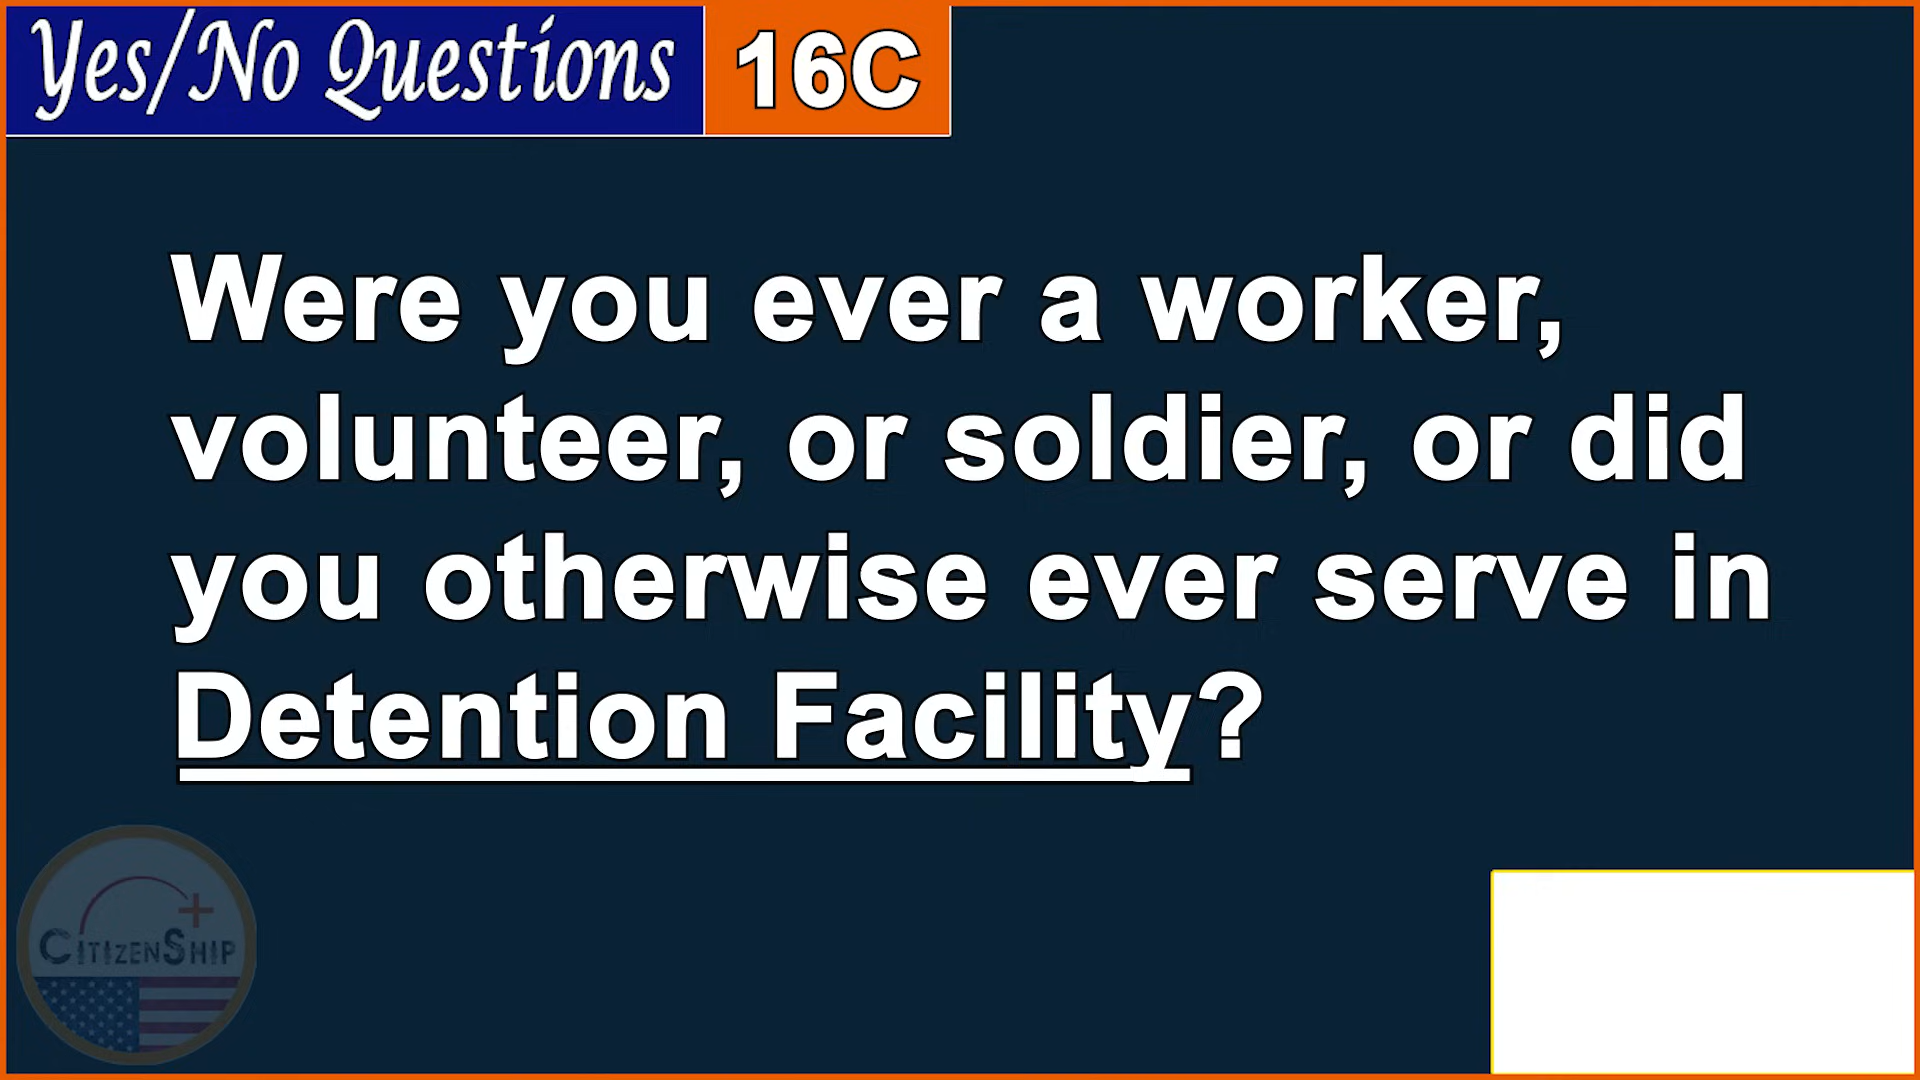 Yes/No Questions 16C
Were you ever a worker,
volunteer, or soldier, or did
you otherwise ever serve in
Detention Facility?
CITIZENSHIP